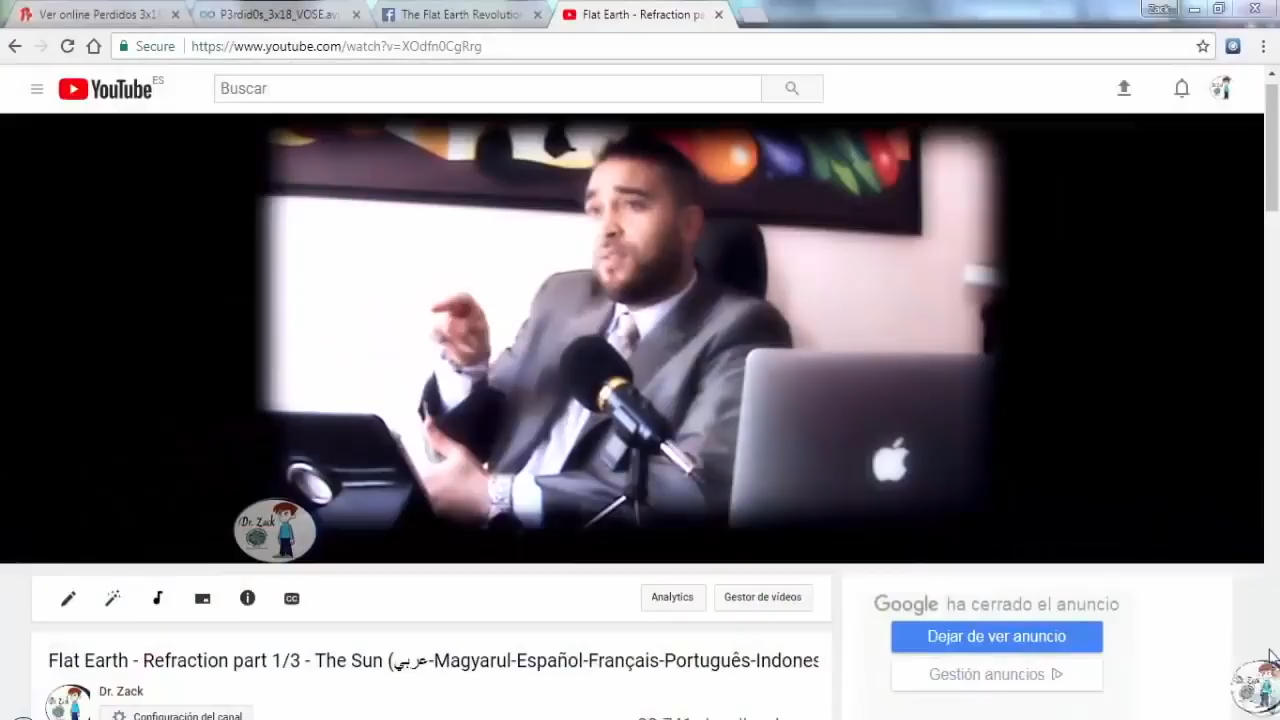 Ver online Perdidos 3x1
P3rdid0s_3x18_VOSE.av
The Flat Earth Revolutio
Flat Earth - Refraction pa
Zack
Secure
https://www.youtube.com/watch?v=XOdfn0CgRrg
YouTube ES
Buscar
Dr. Zack
Analytics
Gestor de vídeos
Google ha cerrado el anuncio
Dejar de ver anuncio
Gestión anuncios
Flat Earth - Refraction part 1/3 - The Sun (عربي-Magyarul-Español-Français-Português-Indones
Dr. Zack
Configuración del canal